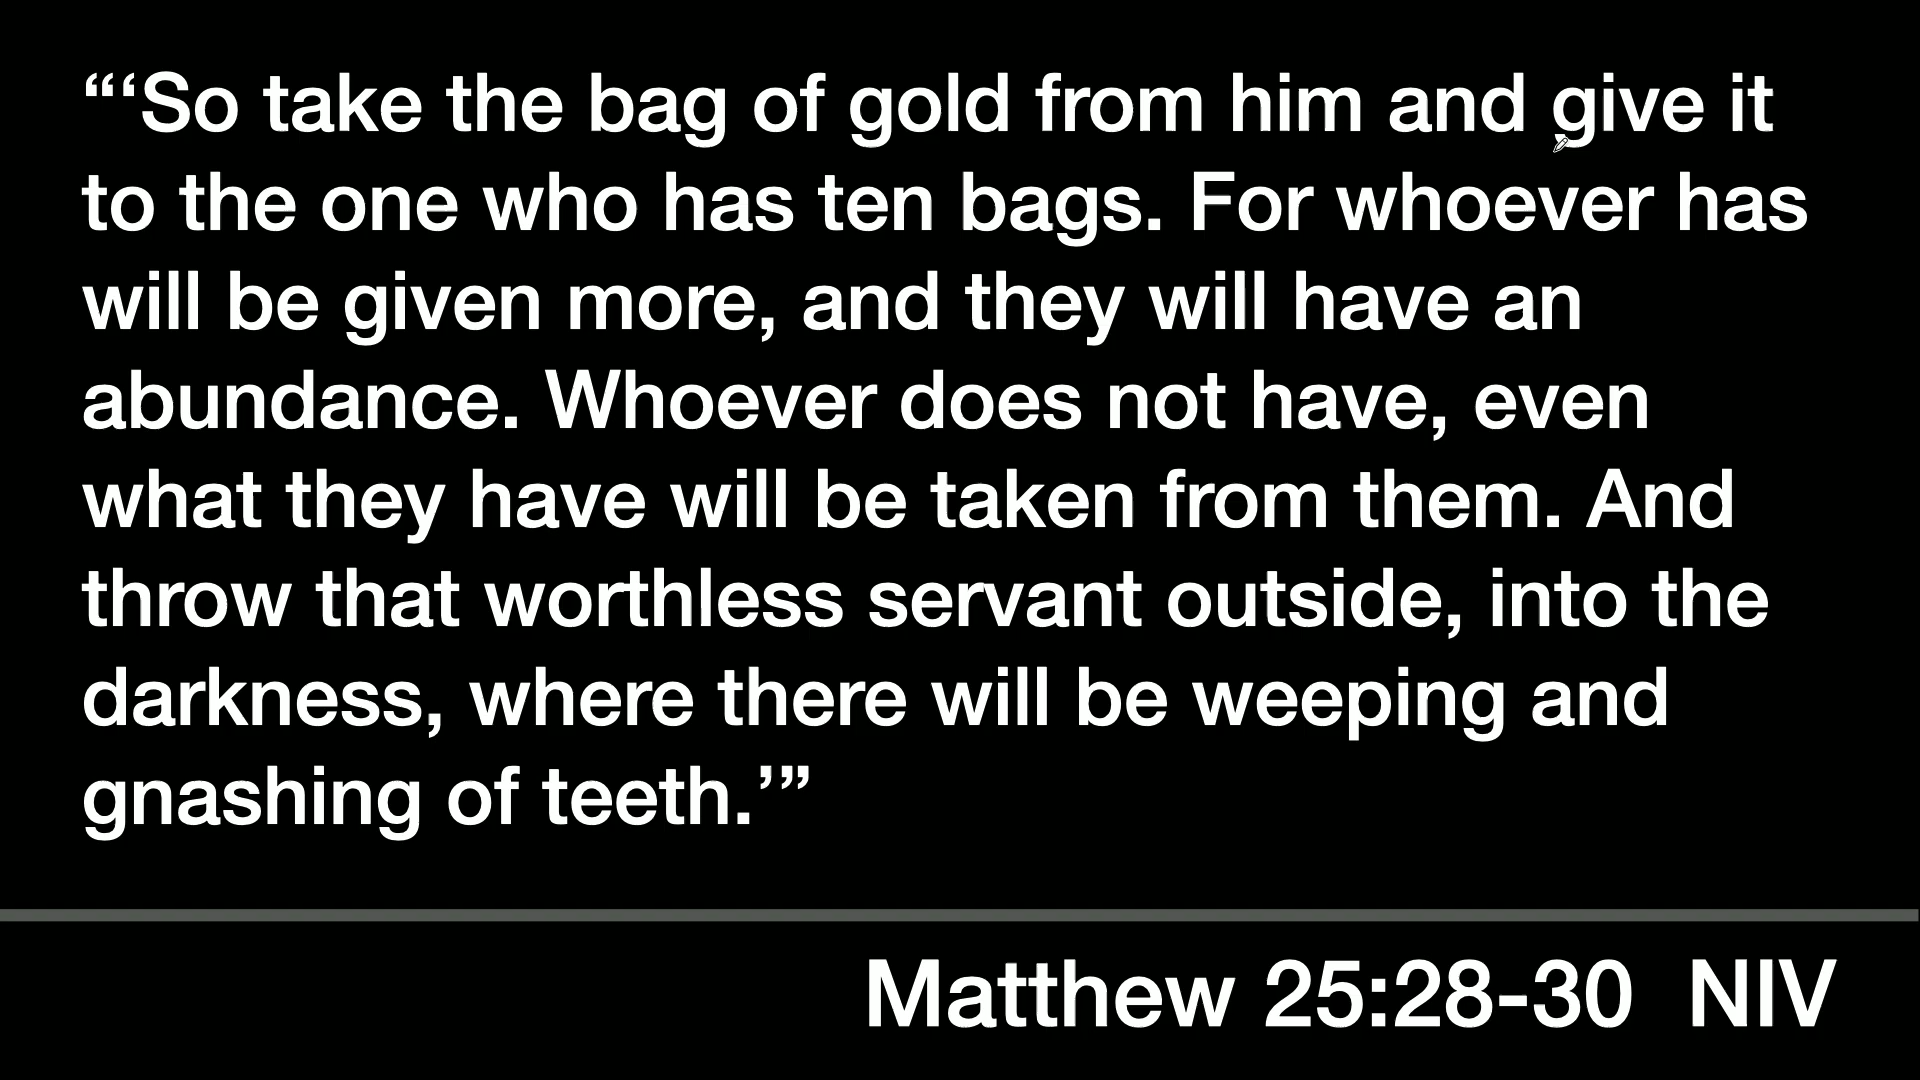 “‘So take the bag of gold from him and give it
to the one who has ten bags. For whoever has
will be given more, and they will have an
abundance. Whoever does not have, even
what they have will be taken from them. And
throw that worthless servant outside, into the
darkness, where there will be weeping and
gnashing of teeth.’”
Matthew 25:28-30 NIV